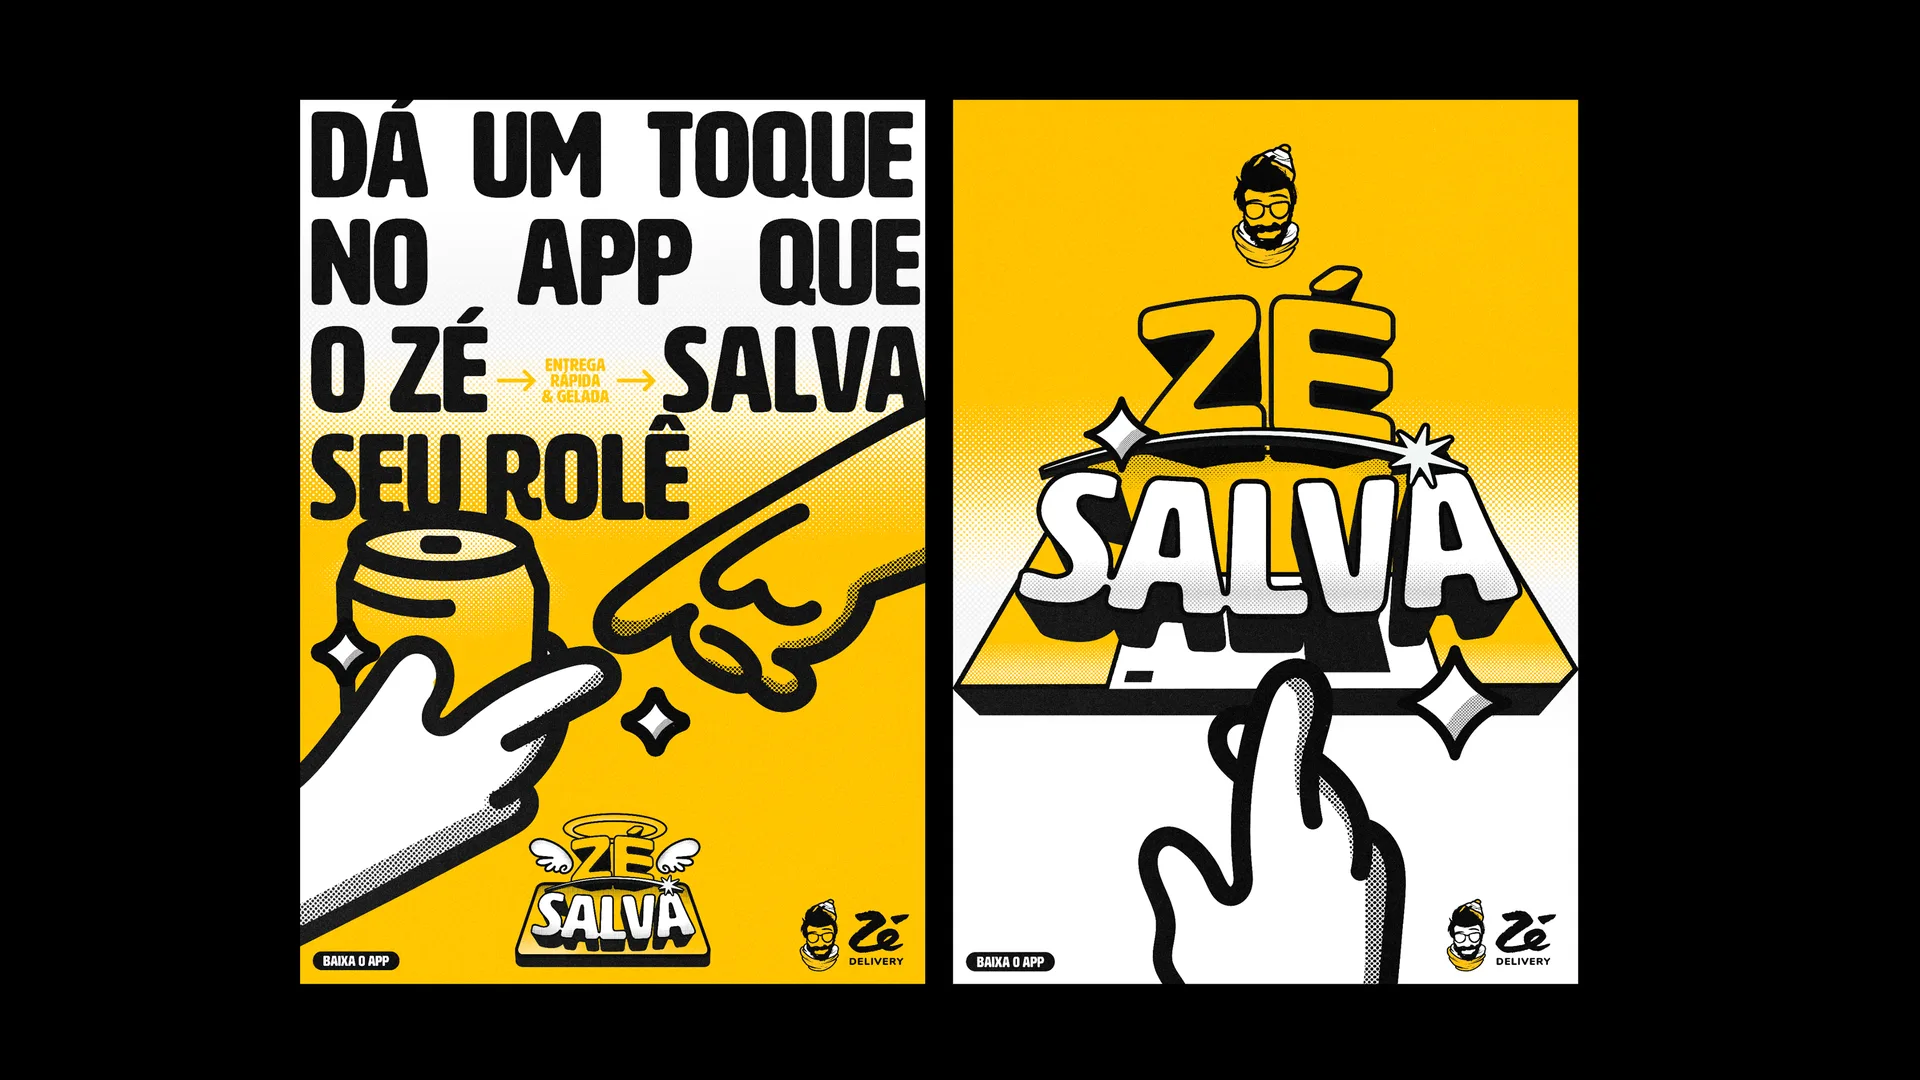 DÁ UM TOQUE
NO APP QUE
O ZÉ → ENTREGA RÁPIDA & GELADA → SALVA
SEU ROLÊ
ZÉ
SALVA
BAIXA O APP
Zé
DELIVERY
ZÉ
SALVA
BAIXA O APP
Zé
DELIVERY